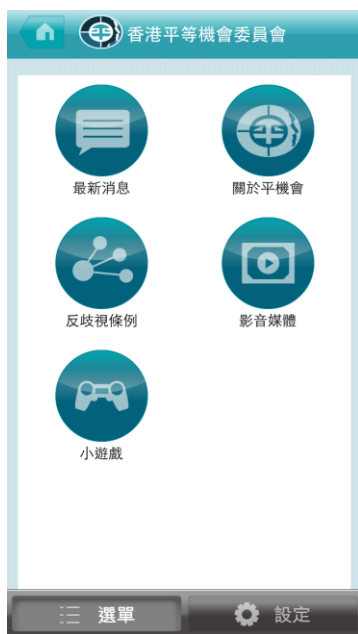 香港平等機會委員會
最新消息
關於平機會
反歧視條例
影音媒體
小遊戲
選單
設定